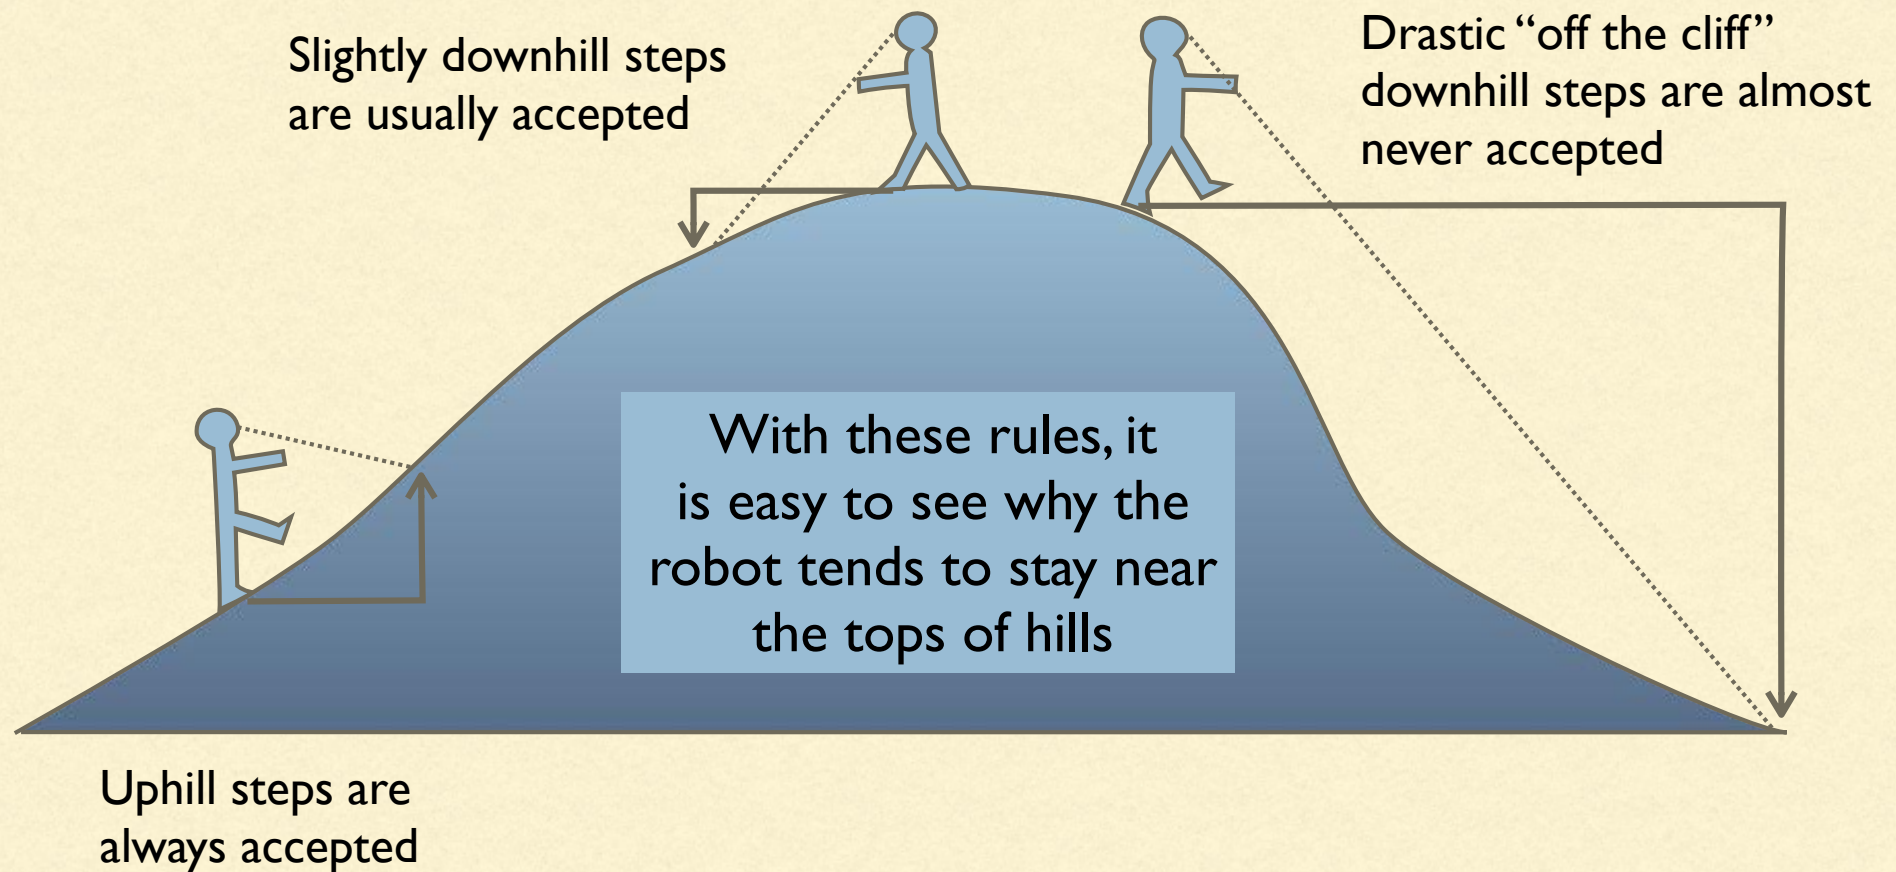 Slightly downhill steps
are usually accepted
Drastic “off the cliff”
downhill steps are almost
never accepted
With these rules, it
is easy to see why the
robot tends to stay near
the tops of hills
Uphill steps are
always accepted